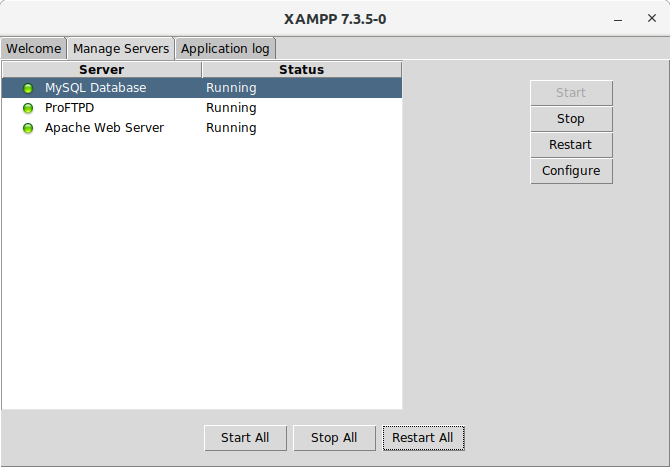 XAMPP 7.3.5-0
Welcome Manage Servers Application log
Server Status
MySQL Database Running
ProFTPD Running
Apache Web Server Running
Start
Stop
Restart
Configure
Start All Stop All Restart All